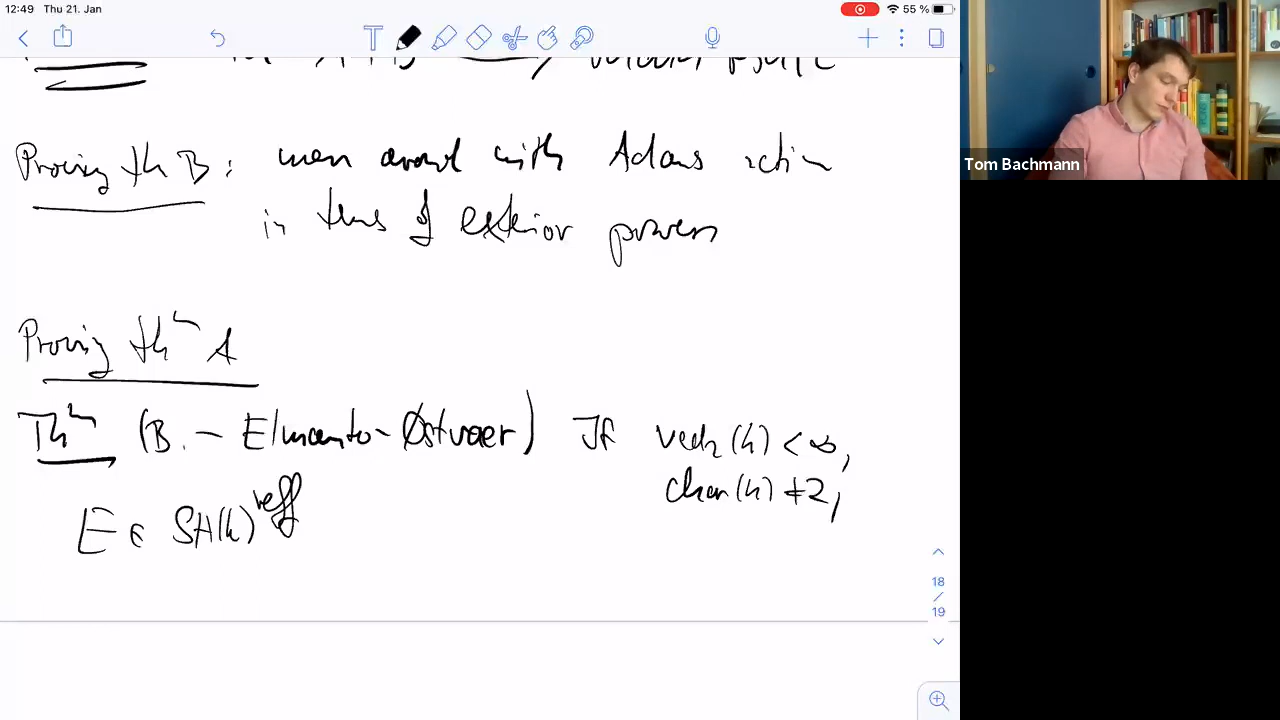 12:49 Thu 21. Jan
55 %
T
Proving th B: mess around with Adams action
in terms of exterior powers
Proving thm A
Thm (B. - Elmanto - Østvaer) If vcd2(k) < ∞,
char(k) ≠ 2,
E ∈ SH(k)^veff
18
/
19
Tom Bachmann